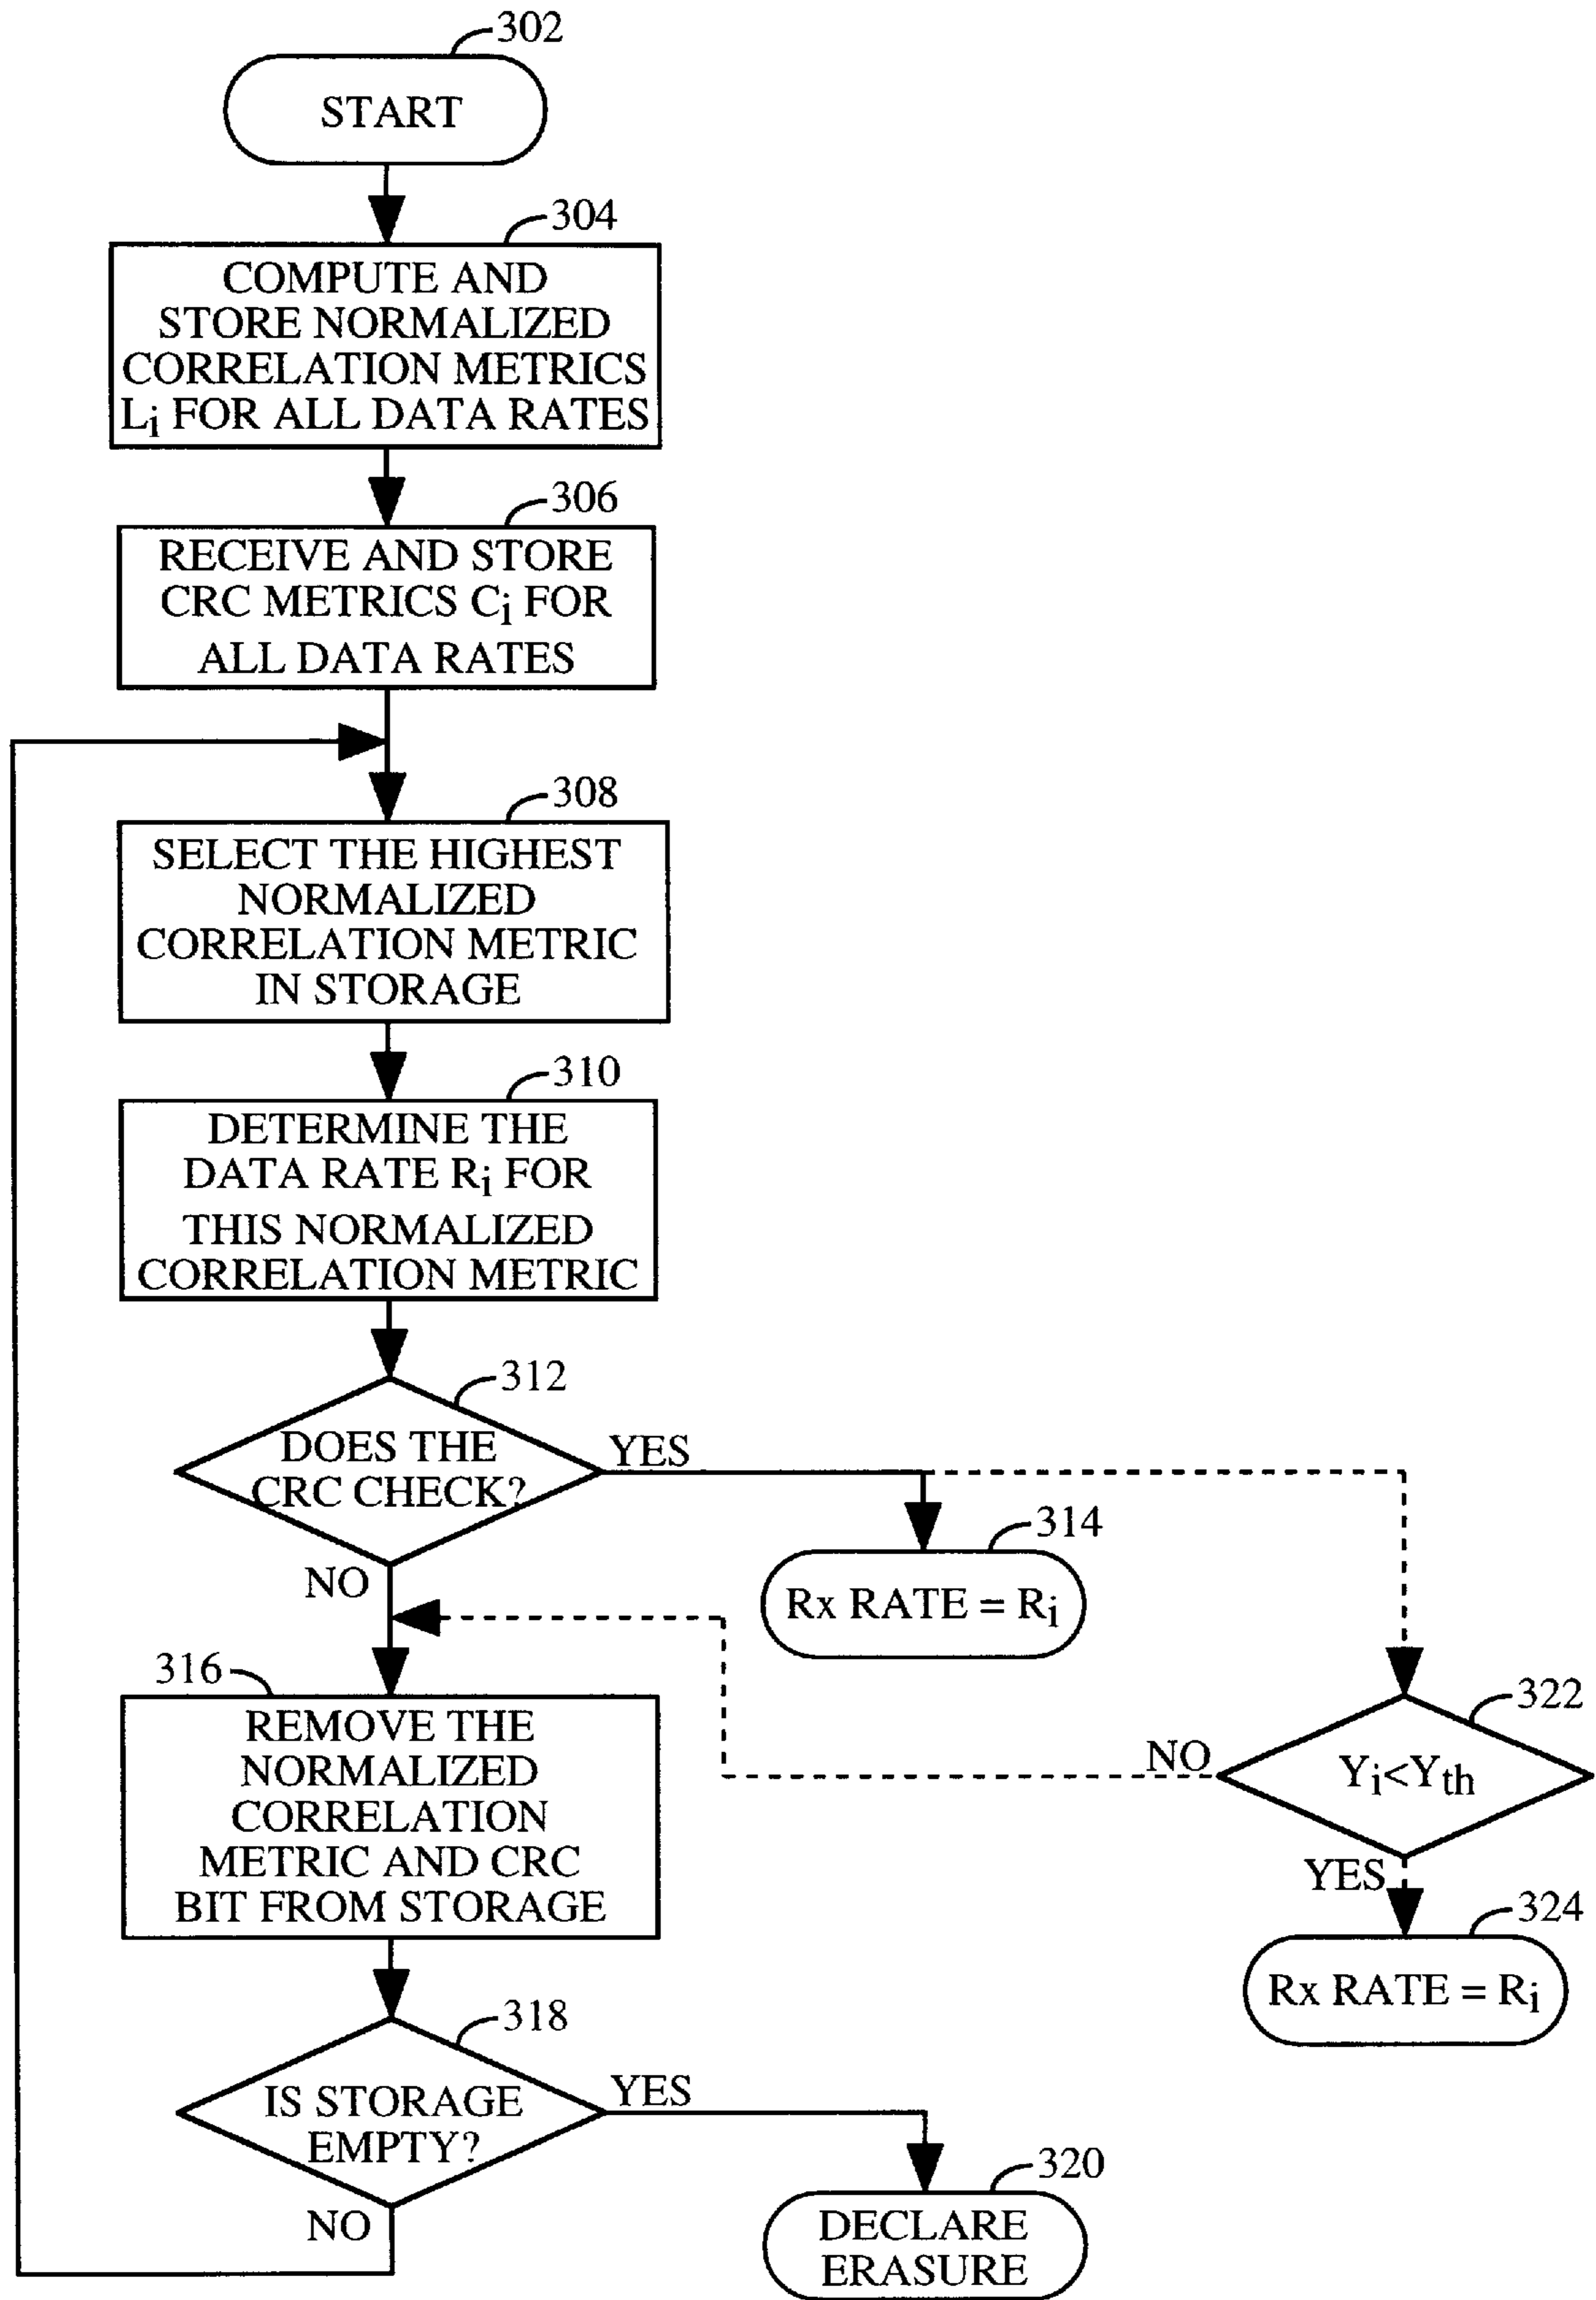 302
START
304
COMPUTE AND
STORE NORMALIZED
CORRELATION METRICS
Li FOR ALL DATA RATES
306
RECEIVE AND STORE
CRC METRICS Ci FOR
ALL DATA RATES
308
SELECT THE HIGHEST
NORMALIZED
CORRELATION METRIC
IN STORAGE
310
DETERMINE THE
DATA RATE Ri FOR
THIS NORMALIZED
CORRELATION METRIC
312
DOES THE
CRC CHECK?
YES
NO
314
Rx RATE = Ri
316
REMOVE THE
NORMALIZED
CORRELATION
METRIC AND CRC
BIT FROM STORAGE
322
NO
Yi<Yth
YES
324
Rx RATE = Ri
318
IS STORAGE
EMPTY?
YES
NO
320
DECLARE
ERASURE